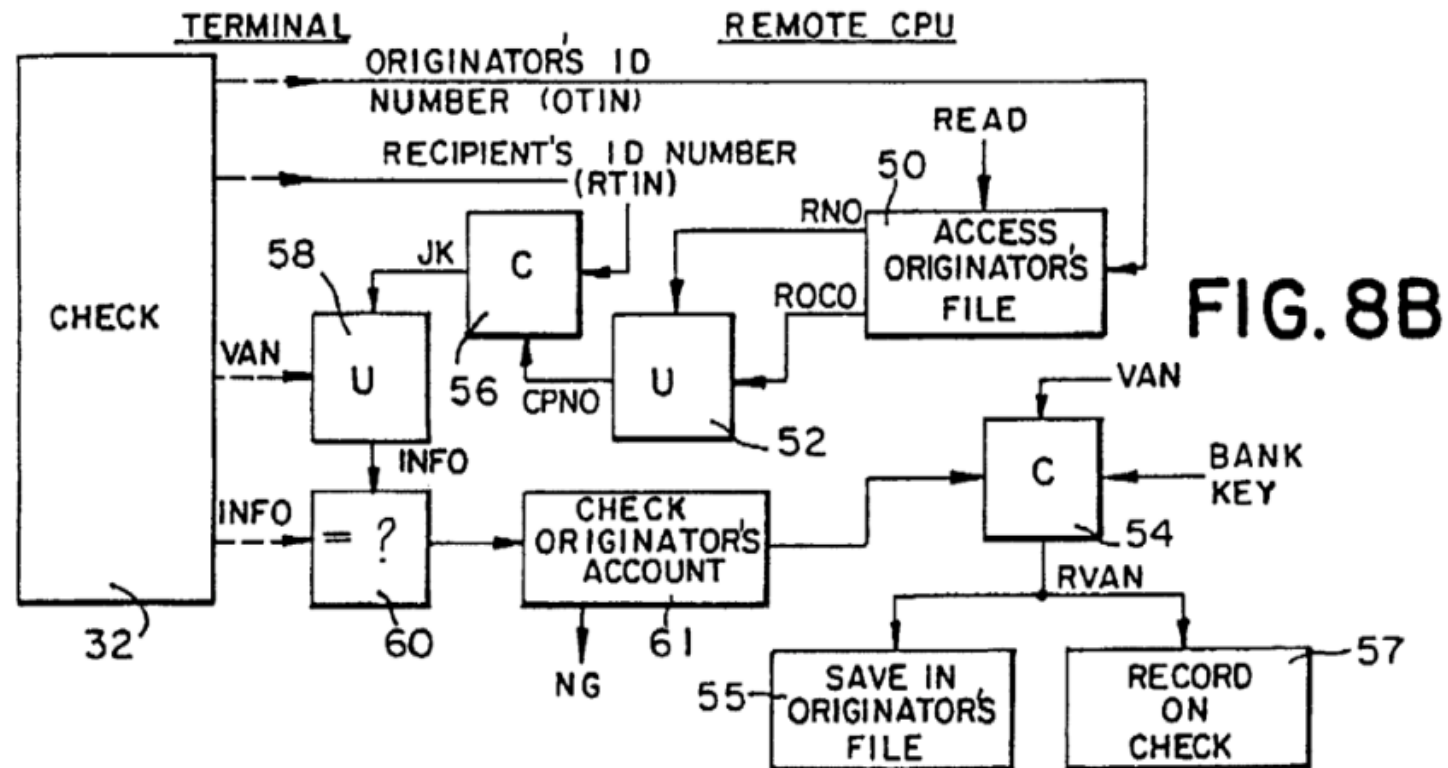 TERMINAL
REMOTE CPU
ORIGINATOR'S ID
NUMBER (OTIN)
RECIPIENT'S ID NUMBER
(RTIN)
READ
50
RNO
ACCESS
ORIGINATOR'S
FILE
ROCO
FIG. 8B
58
JK
C
56
CHECK
VAN
U
CPNO
U
52
VAN
C
BANK
KEY
54
INFO
INFO
= ?
CHECK
ORIGINATOR'S
ACCOUNT
RVAN
32
60
61
NG
55
SAVE IN
ORIGINATOR'S
FILE
RECORD
ON
CHECK
57